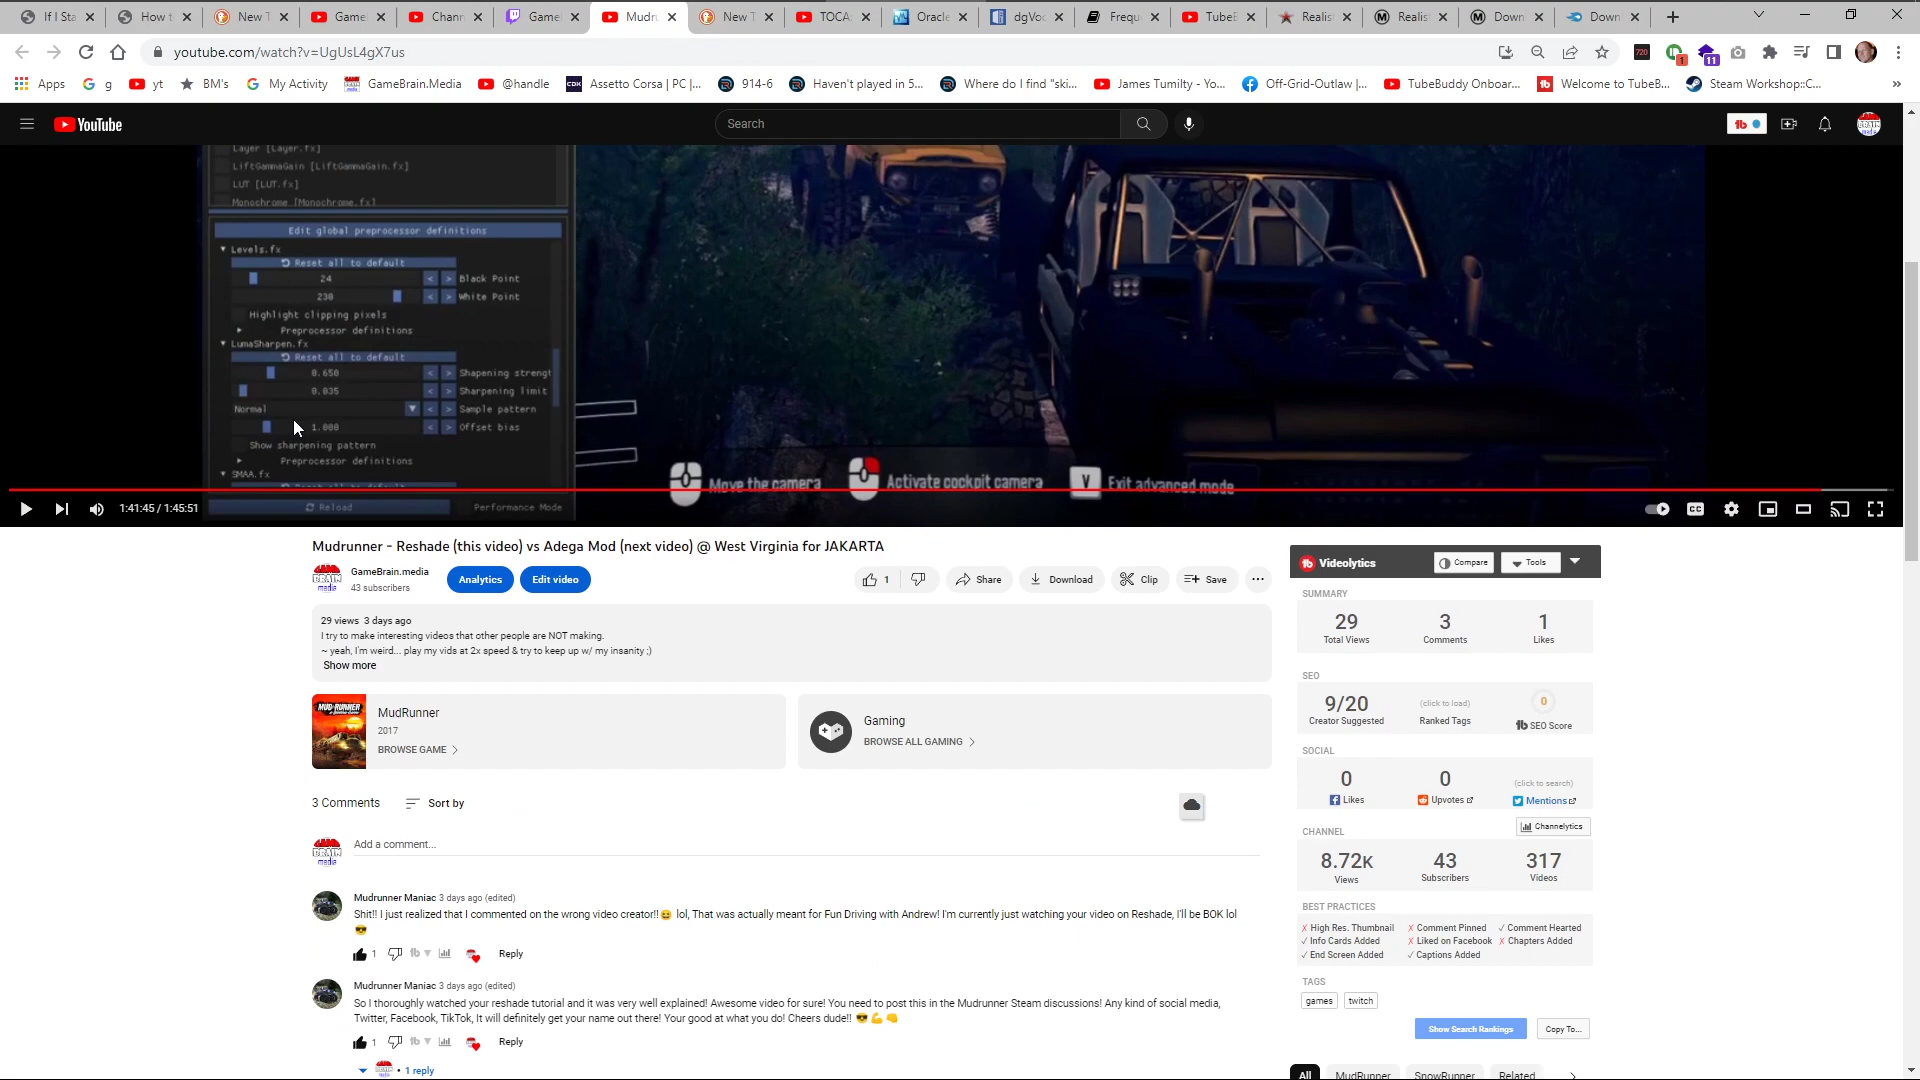 If I Sta
How t
New T
Game
Chann
Game
Mudru
New T
TOCA
Oracle
dgVoc
Frequ
TubeB
Realis
Realis
Down
Down
youtube.com/watch?v=UgUsL4gX7us
720
1
11
Apps
g
yt
BM's
My Activity
GameBrain.Media
@handle
CDK
Assetto Corsa | PC |...
914-6
Haven't played in 5...
Where do I find "ski...
James Tumilty - Yo...
Off-Grid-Outlaw |...
TubeBuddy Onboar...
Welcome to TubeB...
Steam Workshop::C...
YouTube
Search
Layer [Layer.fx]
LiftGammaGain [LiftGammaGain.fx]
LUT [LUT.fx]
Monochrome [Monochrome.fx]
Edit global preprocessor definitions
Levels.fx
Reset all to default
24 < > Black Point
230 < > White Point
Highlight clipping pixels
Preprocessor definitions
LumaSharpen.fx
Reset all to default
0.650 < > Shapening strengt
0.035 < > Sharpening limit
Normal < > Sample pattern
1.000 < > Offset bias
Show sharpening pattern
Preprocessor definitions
SMAA.fx
Reset all to default
Reload
Performance Mode
Move the camera
Activate cockpit camera
V Exit advanced mode
1:41:45 / 1:45:51
CC
Mudrunner - Reshade (this video) vs Adega Mod (next video) @ West Virginia for JAKARTA
GameBrain.media
43 subscribers
Analytics
Edit video
1
Share
Download
Clip
Save
29 views 3 days ago
I try to make interesting videos that other people are NOT making.
~ yeah, I'm weird... play my vids at 2x speed & try to keep up w/ my insanity ;)
Show more
MUDRUNNER
MudRunner
2017
BROWSE GAME
Gaming
BROWSE ALL GAMING
3 Comments
Sort by
Add a comment...
Mudrunner Maniac 3 days ago (edited)
Shit!! I just realized that I commented on the wrong video creator!!😆 lol, That was actually meant for Fun Driving with Andrew! I'm currently just watching your video on Reshade, I'll be BOK lol
😎
1
Reply
Mudrunner Maniac 3 days ago (edited)
So I thoroughly watched your reshade tutorial and it was very well explained! Awesome video for sure! You need to post this in the Mudrunner Steam discussions! Any kind of social media,
Twitter, Facebook, TikTok, It will definitely get your name out there! Your good at what you do! Cheers dude!! 😎💪👊
1
Reply
1 reply
Videolytics
Compare
Tools
SUMMARY
29
Total Views
3
Comments
1
Likes
SEO
9/20
Creator Suggested
(click to load)
Ranked Tags
0
SEO Score
SOCIAL
0
Likes
0
Upvotes
(click to search)
Mentions
CHANNEL
Channelytics
8.72K
Views
43
Subscribers
317
Videos
BEST PRACTICES
✗ High Res. Thumbnail ✗ Comment Pinned ✓ Comment Hearted
✓ Info Cards Added ✗ Liked on Facebook ✗ Chapters Added
✓ End Screen Added ✓ Captions Added
TAGS
games
twitch
Show Search Rankings
Copy To...
All
MudRunner
SnowRunner
Related